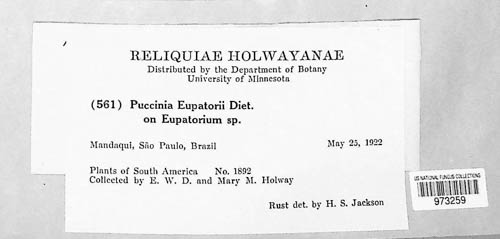 RELIQUIAE HOLWAYANAE
Distributed by the Department of Botany
University of Minnesota
(561) Puccinia Eupatorii Diet.
on Eupatorium sp.
Mandaqui, São Paulo, Brazil May 25, 1922
Plants of South America No. 1892
Collected by E. W. D. and Mary M. Holway
Rust det. by H. S. Jackson
US NATIONAL FUNGUS COLLECTIONS
973259